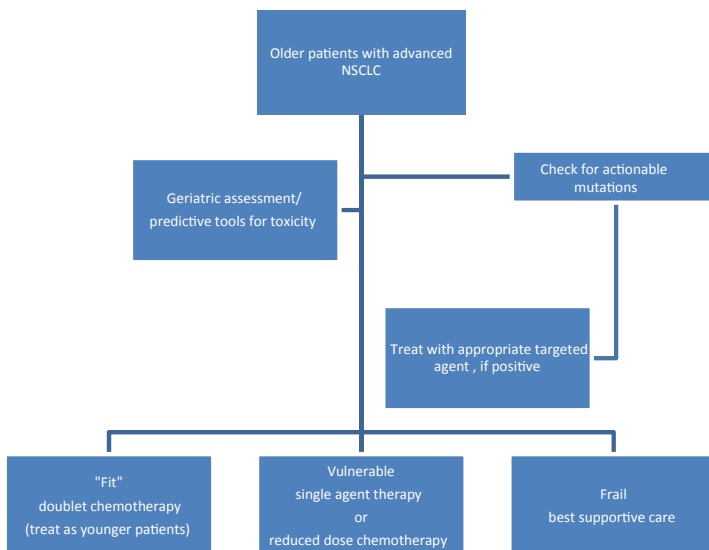 Older patients with advanced
NSCLC
Check for actionable
mutations
Geriatric assessment/
predictive tools for toxicity
Treat with appropriate targeted
agent , if positive
"Fit"
doublet chemotherapy
(treat as younger patients)
Vulnerable
single agent therapy
or
reduced dose chemotherapy
Frail
best supportive care